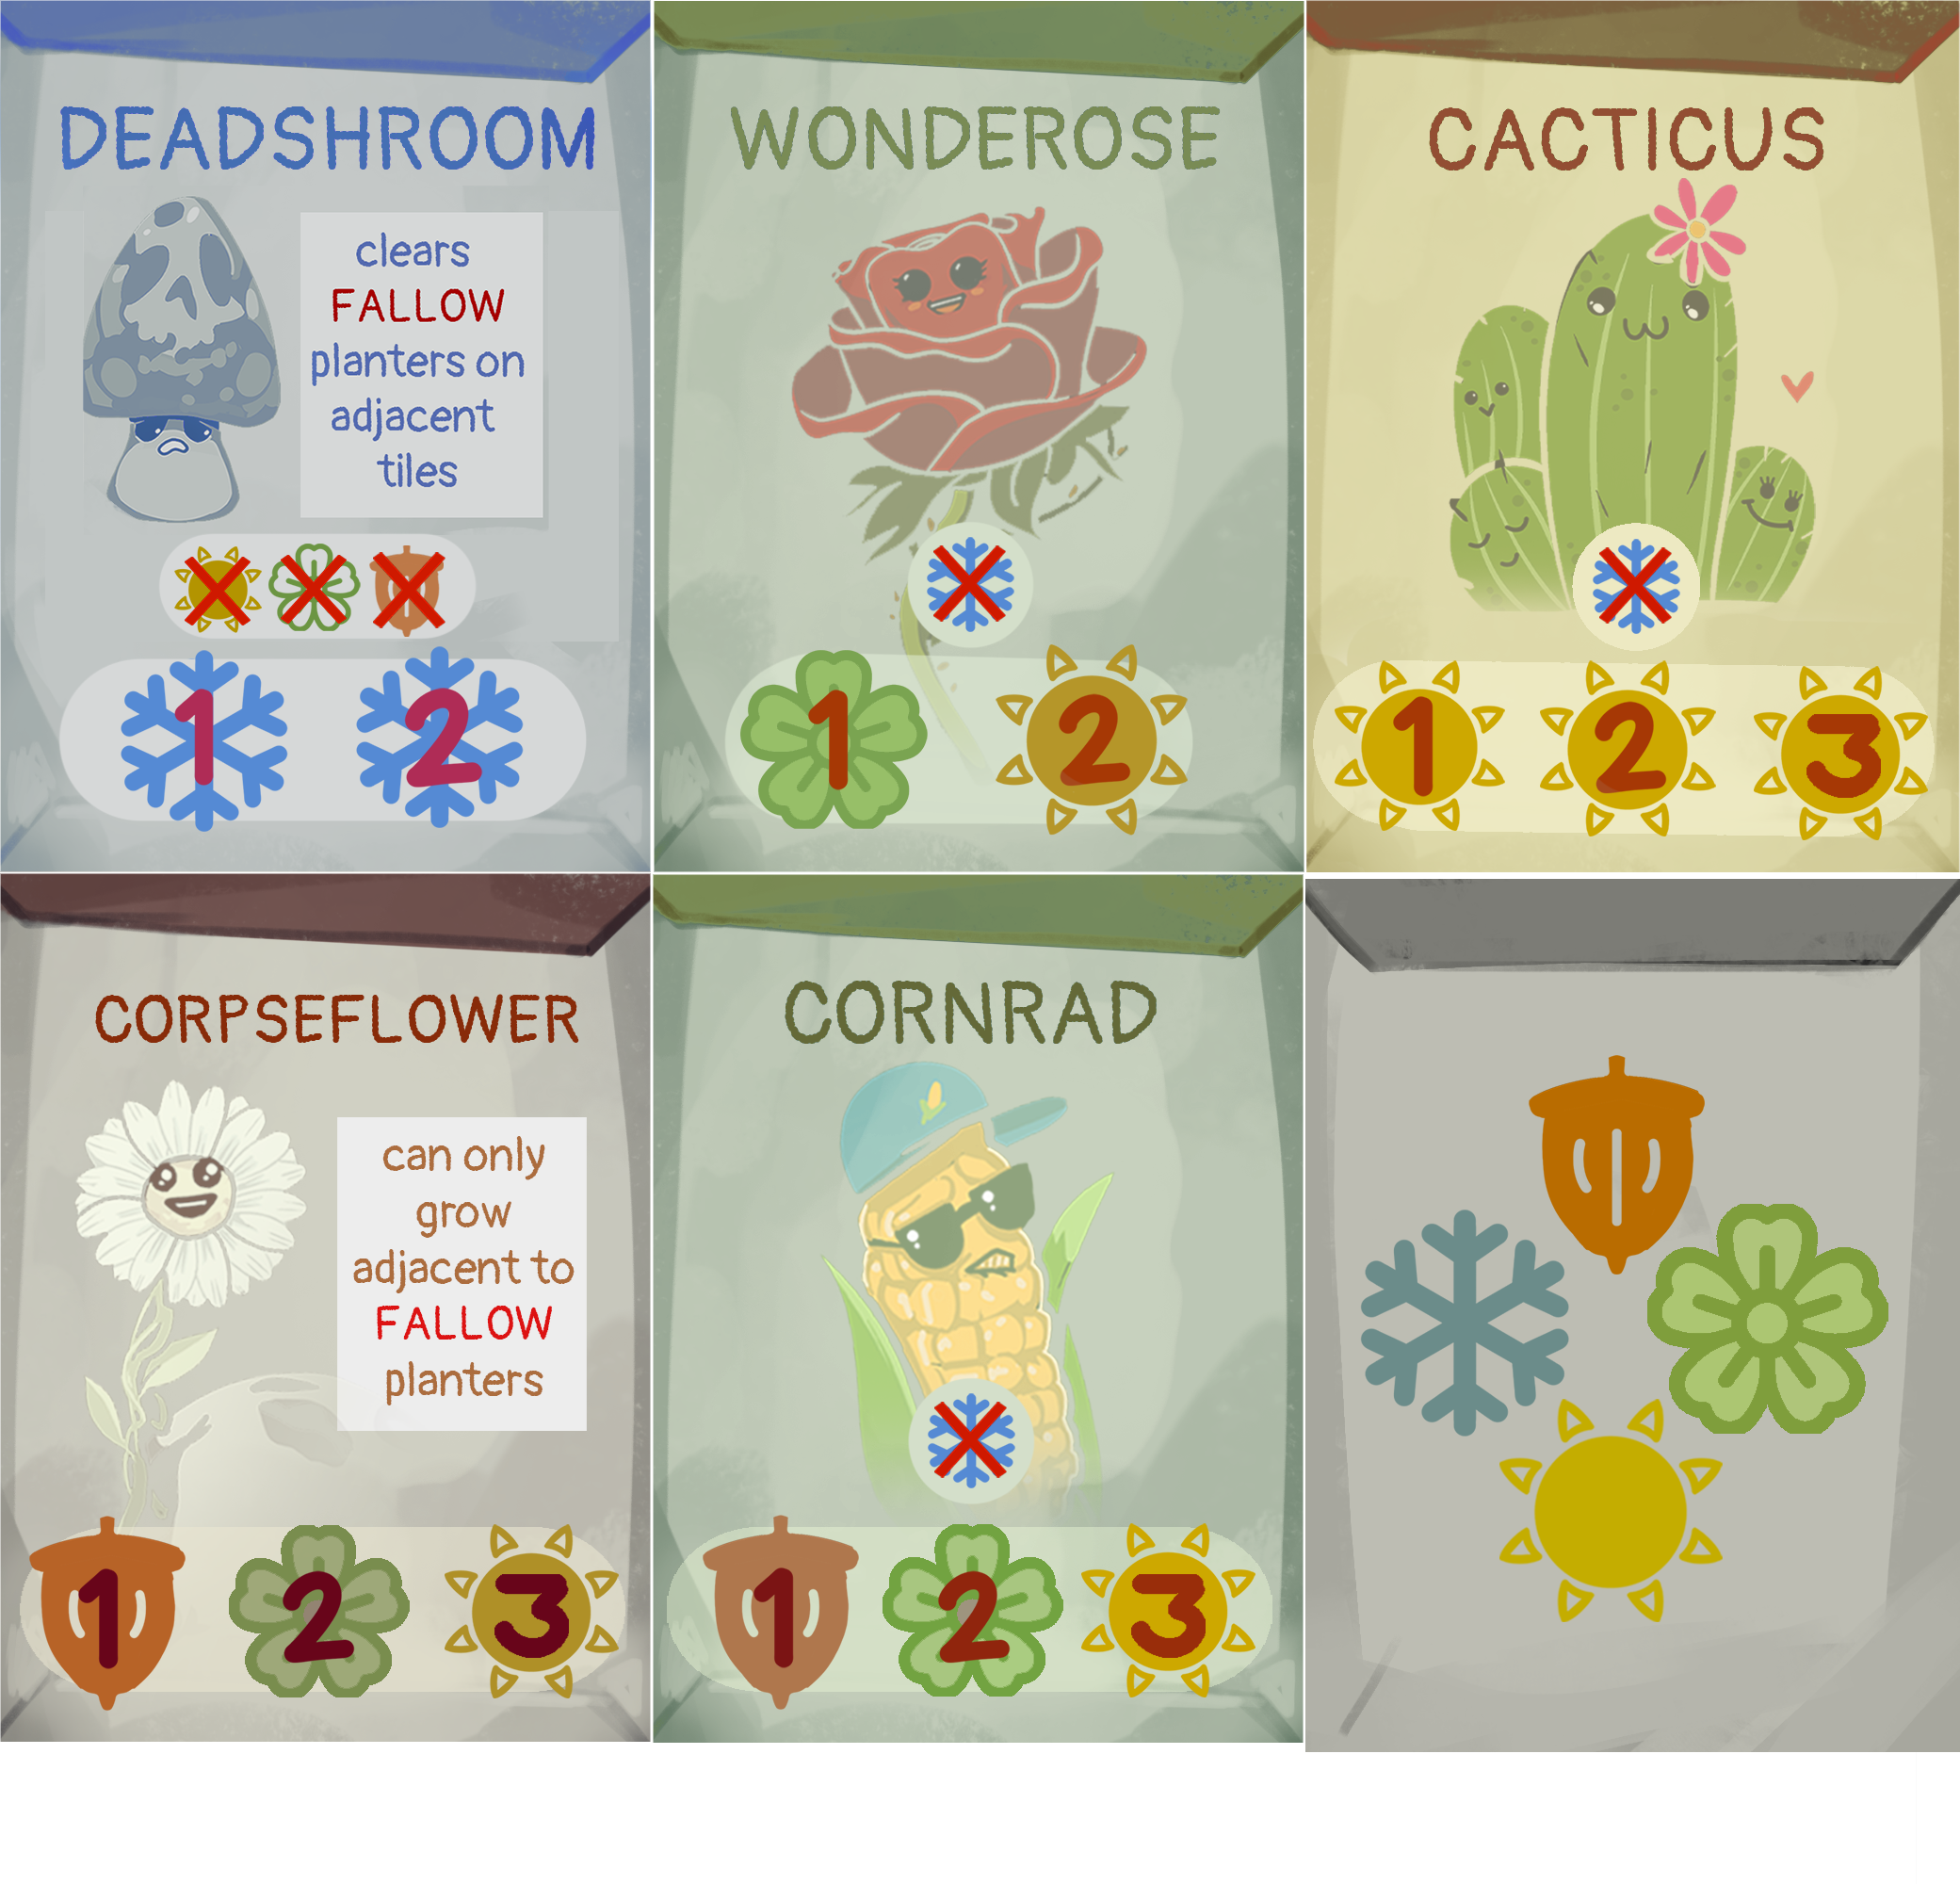 DEADSHROOM
clears
FALLOW
planters on
adjacent
tiles
1 2
WONDEROSE
1 2
CACTICUS
1 2 3
CORPSEFLOWER
can only
grow
adjacent to
FALLOW
planters
1 2 3
CORNRAD
1 2 3